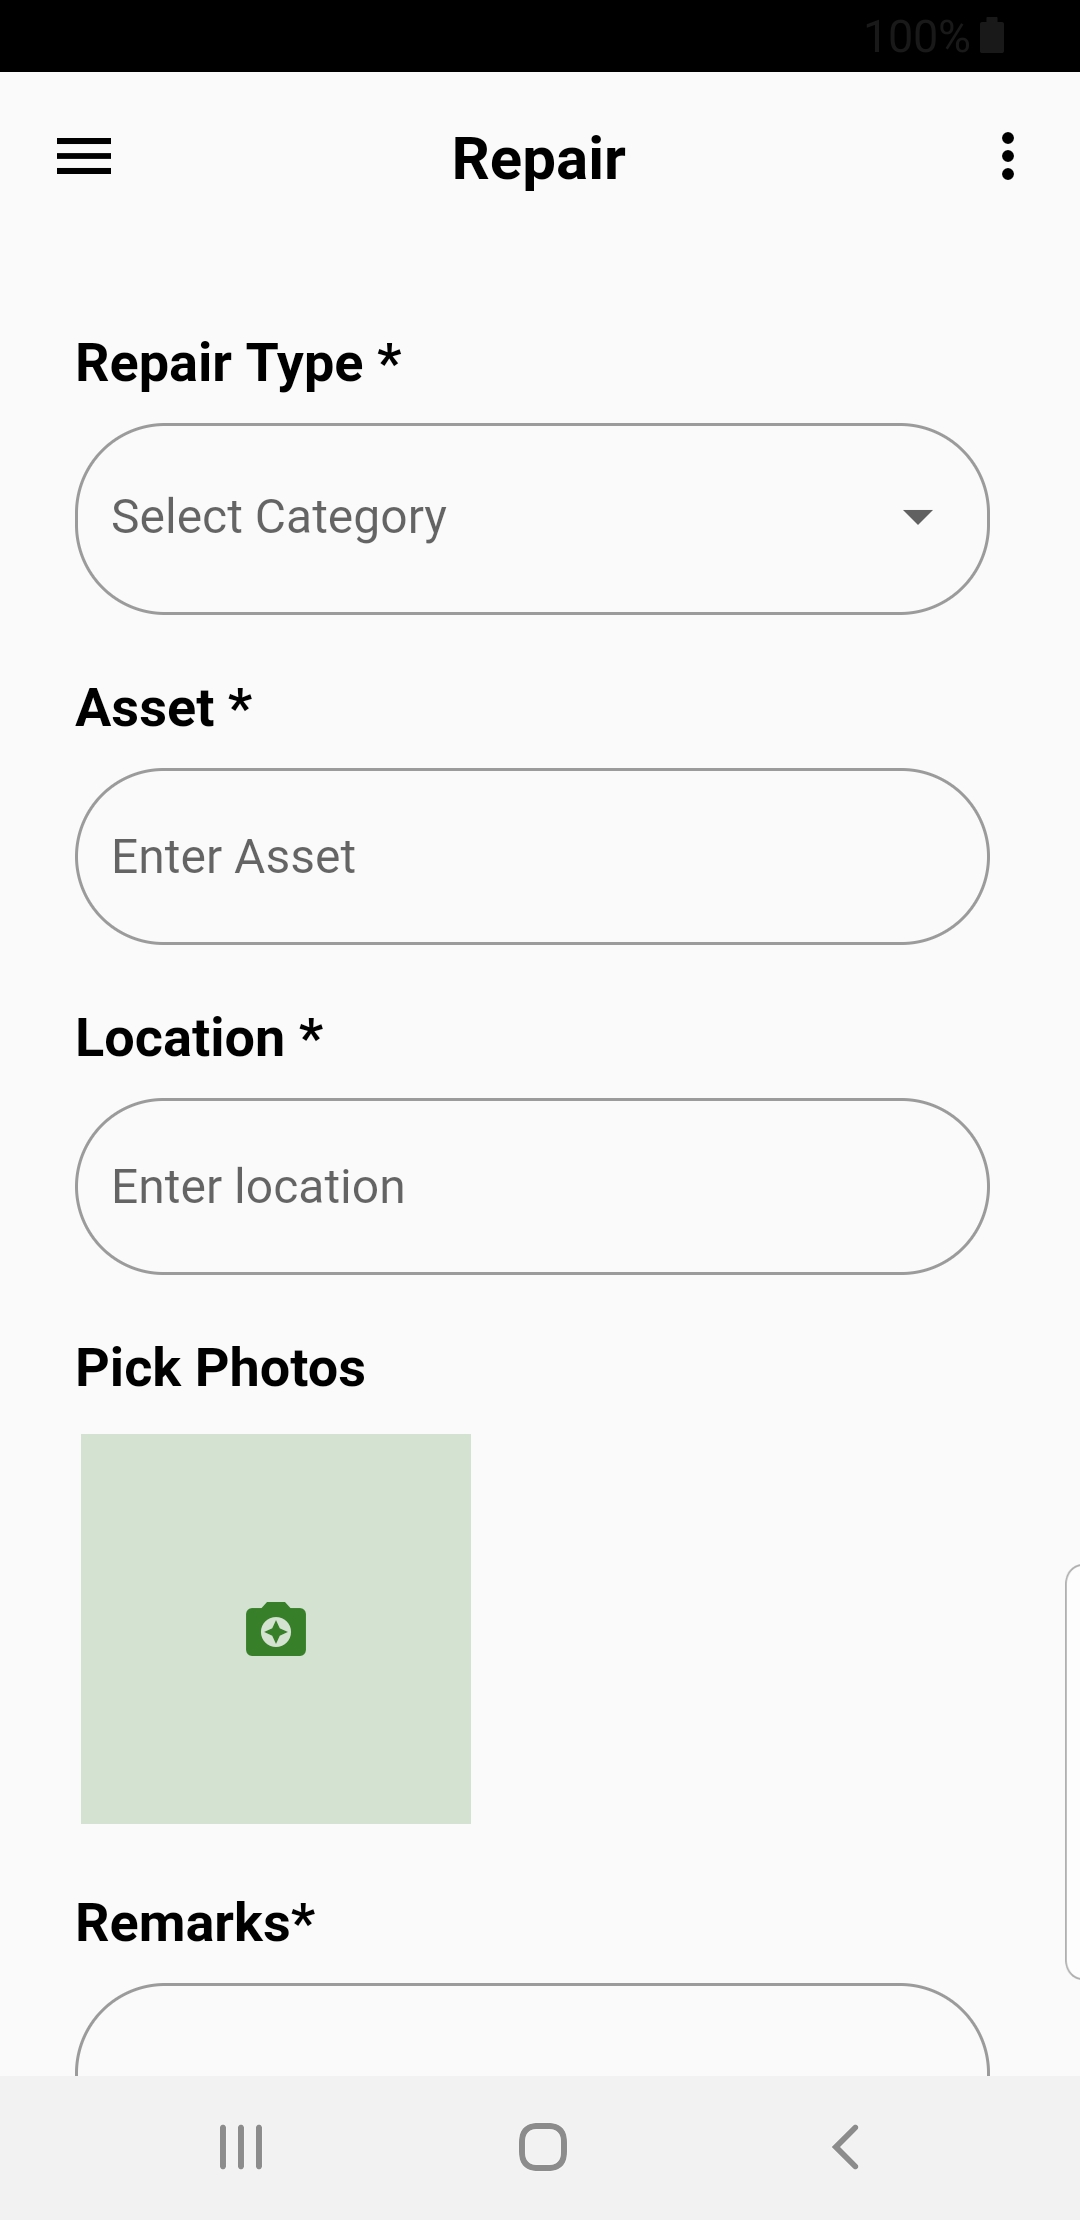 100%
Repair
Repair Type *
Select Category
Asset *
Enter Asset
Location *
Enter location
Pick Photos
Remarks*